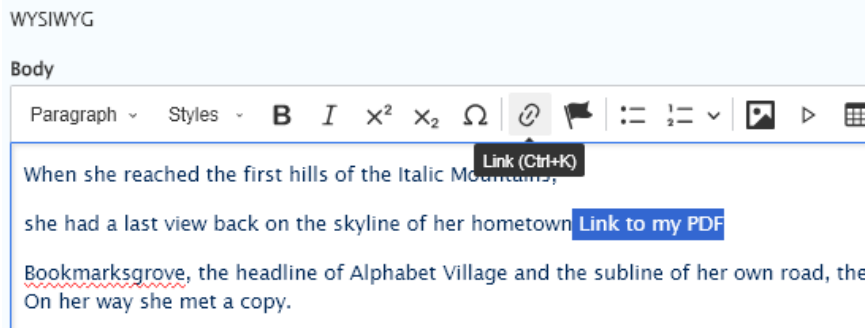 WYSIWYG
Body
Paragraph Styles B I X² X₂ Ω
Link (Ctrl+K)
When she reached the first hills of the Italic Mountains,
she had a last view back on the skyline of her hometown Link to my PDF
Bookmarksgrove, the headline of Alphabet Village and the subline of her own road, the
On her way she met a copy.